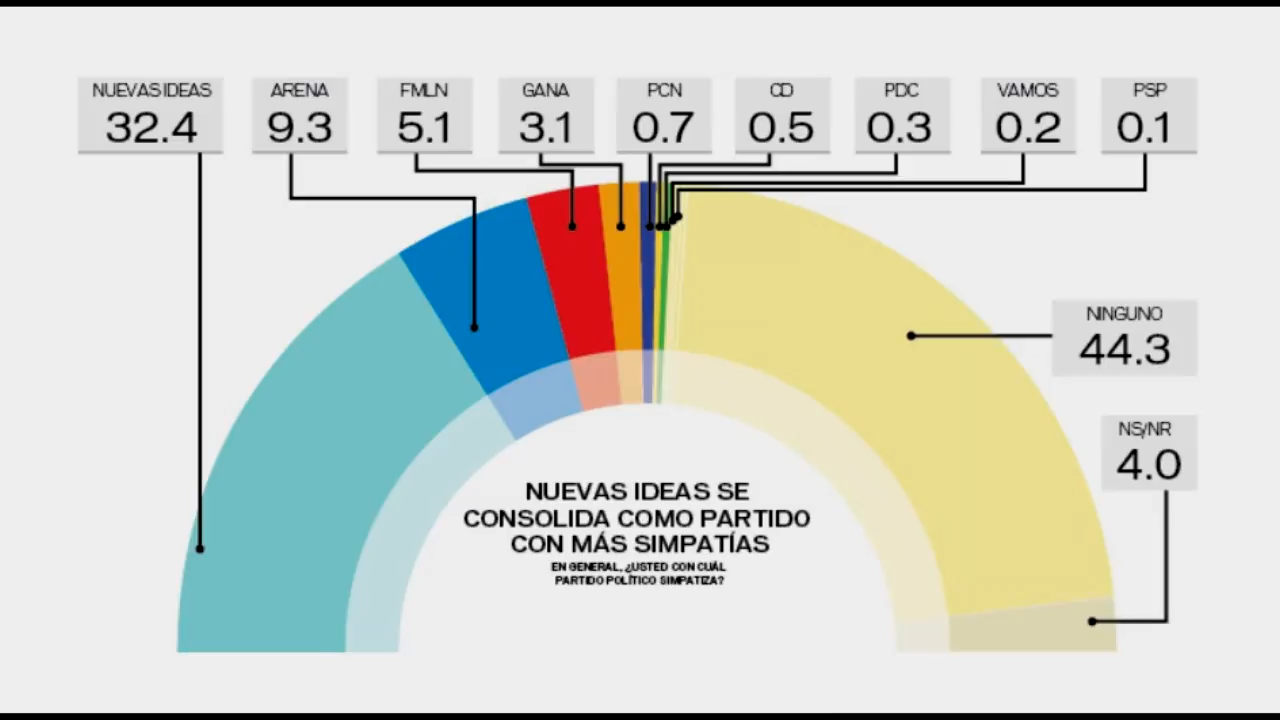 NUEVAS IDEAS
32.4
ARENA
9.3
FMLN
5.1
GANA
3.1
PCN
0.7
CD
0.5
PDC
0.3
VAMOS
0.2
PSP
0.1
NINGUNO
44.3
NS/NR
4.0
NUEVAS IDEAS SE
CONSOLIDA COMO PARTIDO
CON MÁS SIMPATÍAS
EN GENERAL, ¿USTED CON CUÁL
PARTIDO POLÍTICO SIMPATIZA?